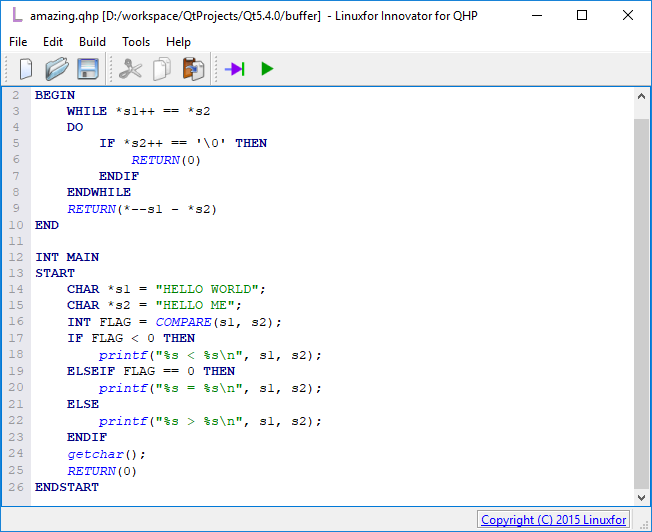 L amazing.qhp [D:/workspace/QtProjects/Qt5.4.0/buffer] - Linuxfor Innovator for QHP
File Edit Build Tools Help
2 BEGIN
3 WHILE *s1++ == *s2
4 DO
5 IF *s2++ == '\0' THEN
6 RETURN(0)
7 ENDIF
8 ENDWHILE
9 RETURN(*--s1 - *s2)
10 END
11
12 INT MAIN
13 START
14 CHAR *s1 = "HELLO WORLD";
15 CHAR *s2 = "HELLO ME";
16 INT FLAG = COMPARE(s1, s2);
17 IF FLAG < 0 THEN
18 printf("%s < %s\n", s1, s2);
19 ELSEIF FLAG == 0 THEN
20 printf("%s = %s\n", s1, s2);
21 ELSE
22 printf("%s > %s\n", s1, s2);
23 ENDIF
24 getchar();
25 RETURN(0)
26 ENDSTART
Copyright (C) 2015 Linuxfor